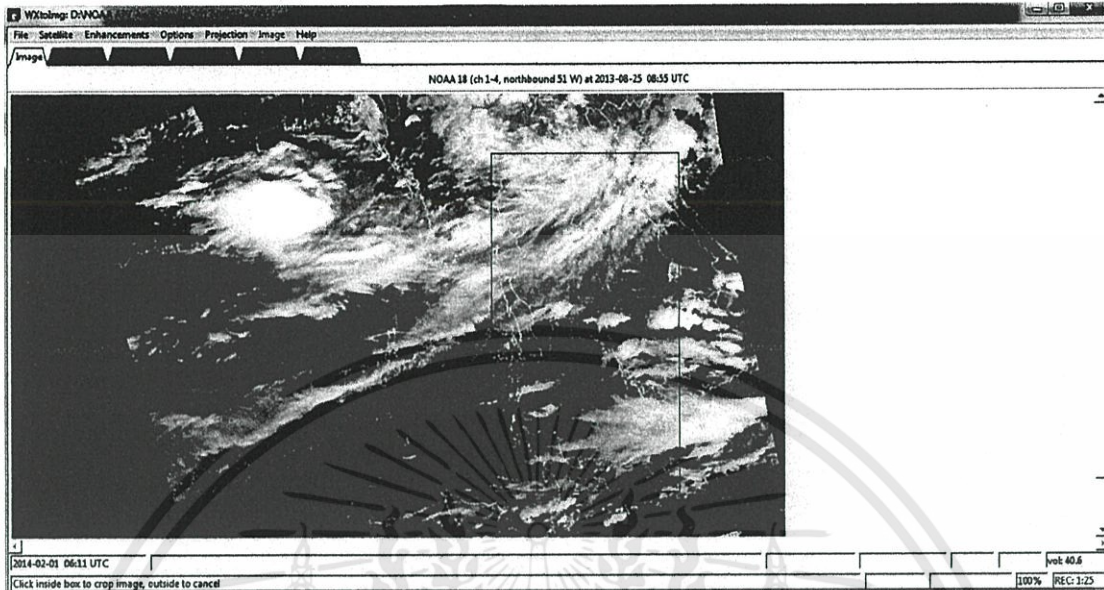 WXtoImg: D:\NOAA
File Satellite Enhancements Options Projection Image Help
Image
NOAA 18 (ch 1-4, northbound 51 W) at 2013-08-25 08:55 UTC
2014-02-01 06:11 UTC
vol: 40.6
Click inside box to crop image, outside to cancel
100%
REC: 1:25